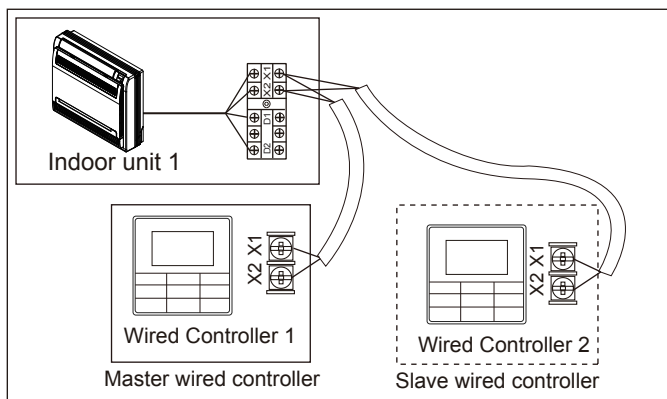 X2 X1
D1
D2
Indoor unit 1
X2 X1
Wired Controller 1
Master wired controller
X2 X1
Wired Controller 2
Slave wired controller